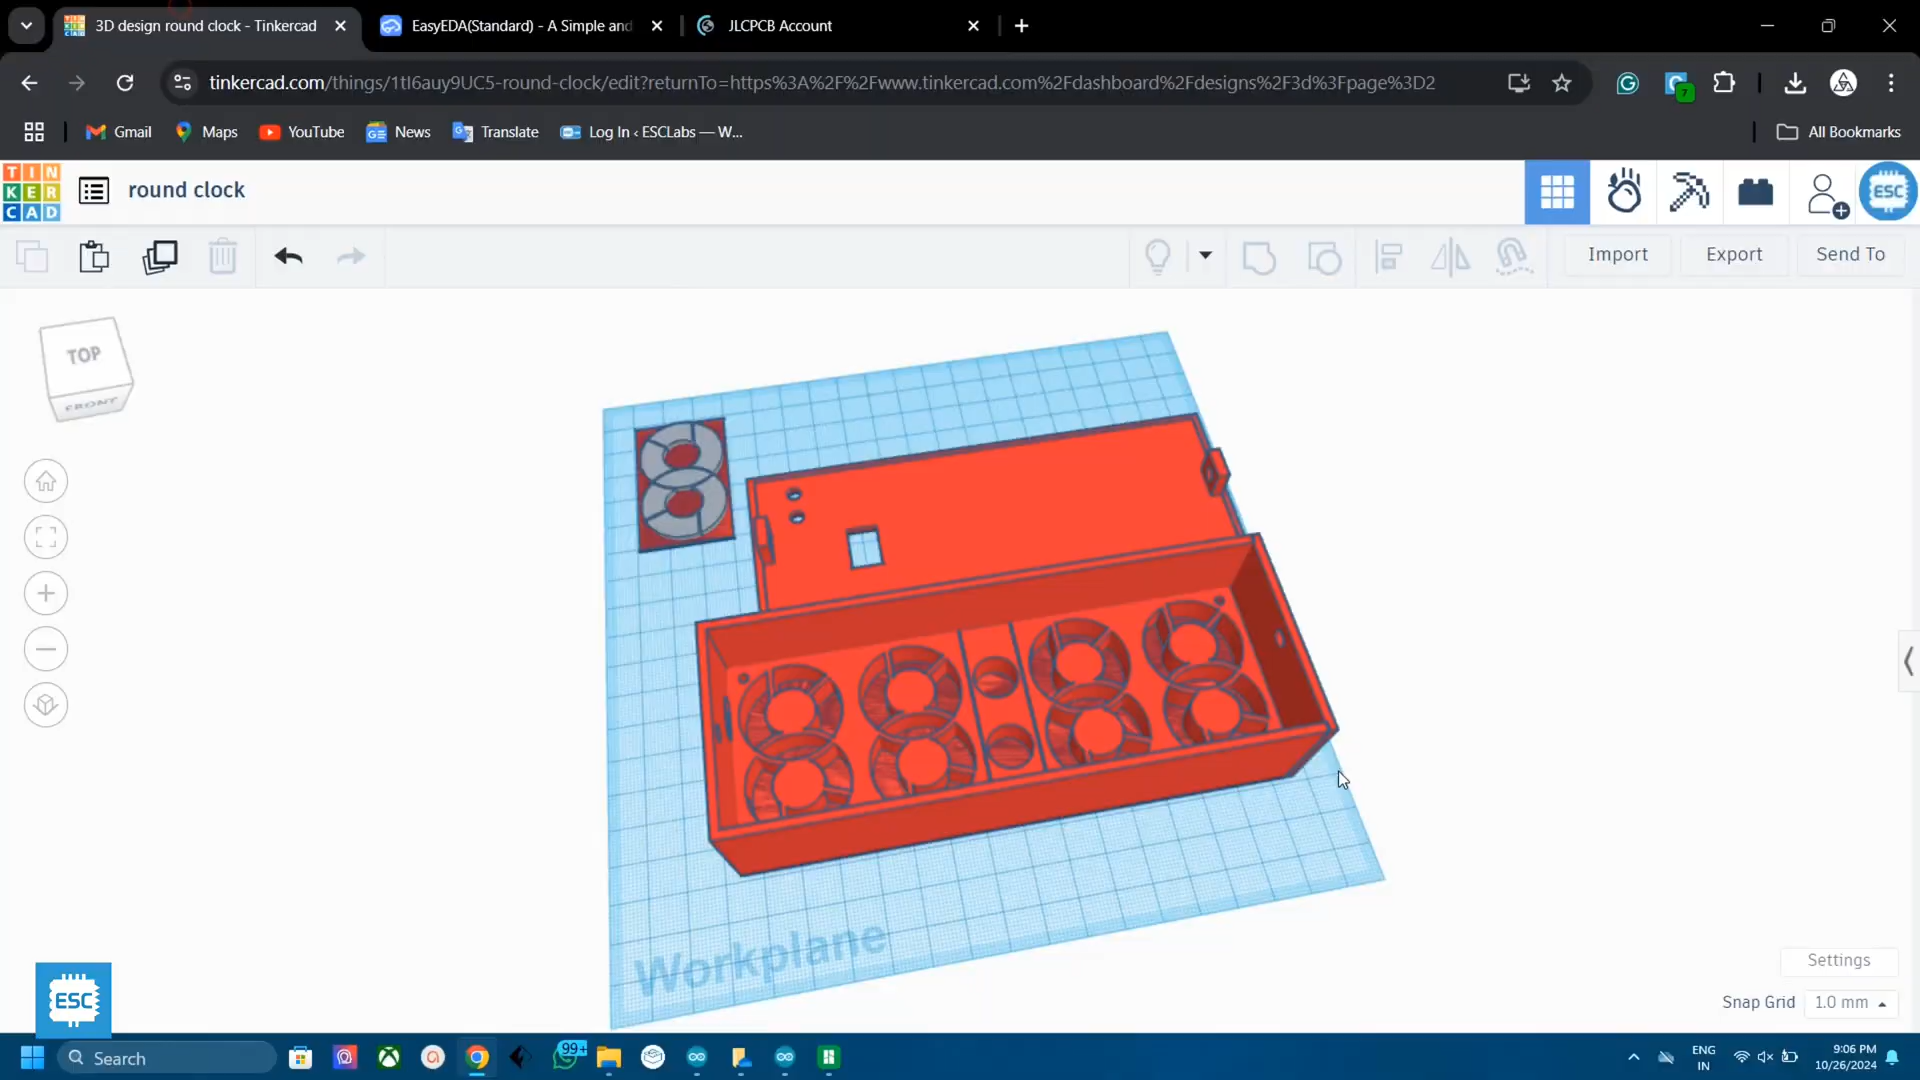 3D design round clock - Tinkercad
EasyEDA(Standard) - A Simple and
JLCPCB Account
tinkercad.com/things/1tI6auy9UC5-round-clock/edit?returnTo=https%3A%2F%2Fwww.tinkercad.com%2Fdashboard%2Fdesigns%2F3d%3Fpage%3D2
7
Gmail
Maps
YouTube
News
Translate
Log In ‹ ESCLabs — W...
All Bookmarks
TIN
KER
CAD
round clock
ESC
Import
Export
Send To
TOP
FRONT
Workplane
Settings
Snap Grid
1.0 mm
ESC
Search
99+
ENG
IN
9:06 PM
10/26/2024